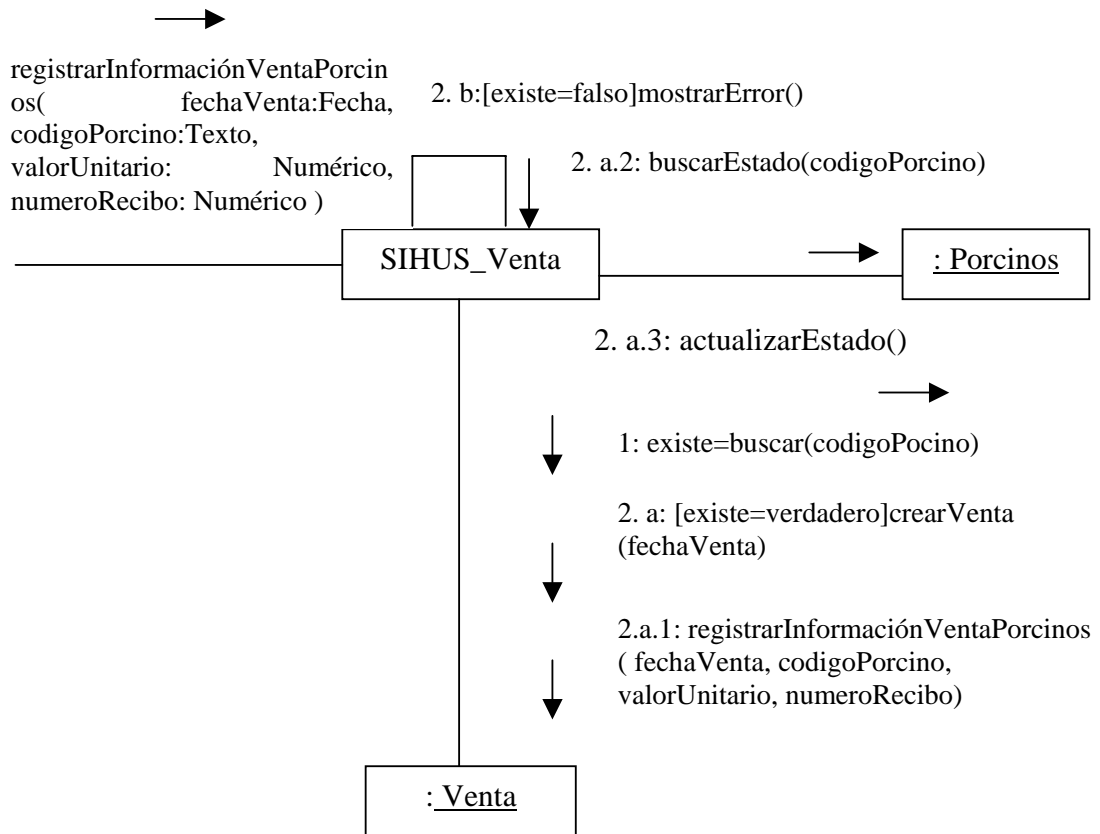 registrarInformaciónVentaPorcin
os( fechaVenta:Fecha,
codigoPorcino:Texto,
valorUnitario: Numérico,
numeroRecibo: Numérico )
2. b:[existe=falso]mostrarError()
2. a.2: buscarEstado(codigoPorcino)
SIHUS_Venta
: Porcinos
2. a.3: actualizarEstado()
1: existe=buscar(codigoPocino)
2. a: [existe=verdadero]crearVenta
(fechaVenta)
2.a.1: registrarInformaciónVentaPorcinos
( fechaVenta, codigoPorcino,
valorUnitario, numeroRecibo)
: Venta